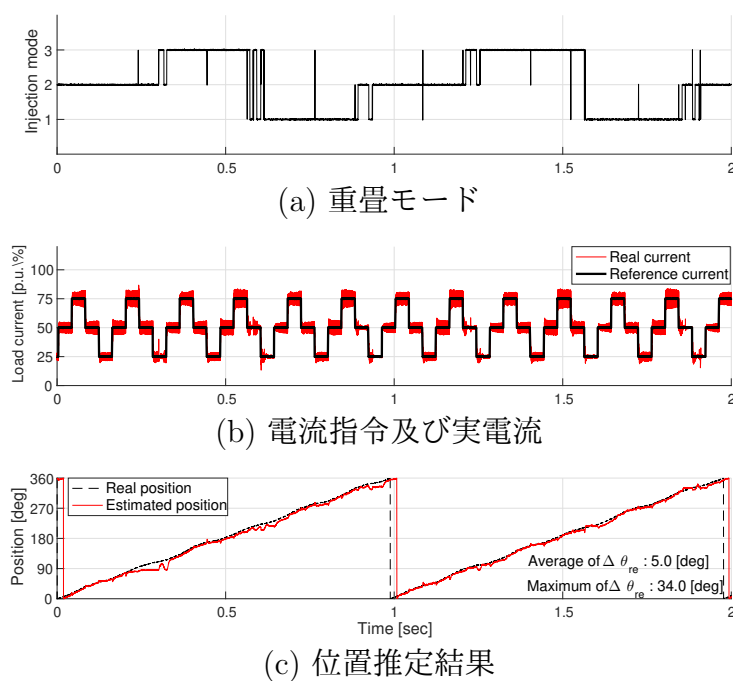 Injection mode
3
2
1
0
0.5
1
1.5
2
(a) 重畳モード
Load current [p.u.\%]
100
75
50
25
0
Real current
Reference current
0
0.5
1
1.5
2
(b) 電流指令及び実電流
Position [deg]
360
270
180
90
0
Real position
Estimated position
Average of Δ θre : 5.0 [deg]
Maximum of Δ θre : 34.0 [deg]
0
0.5
1
1.5
2
Time [sec]
(c) 位置推定結果